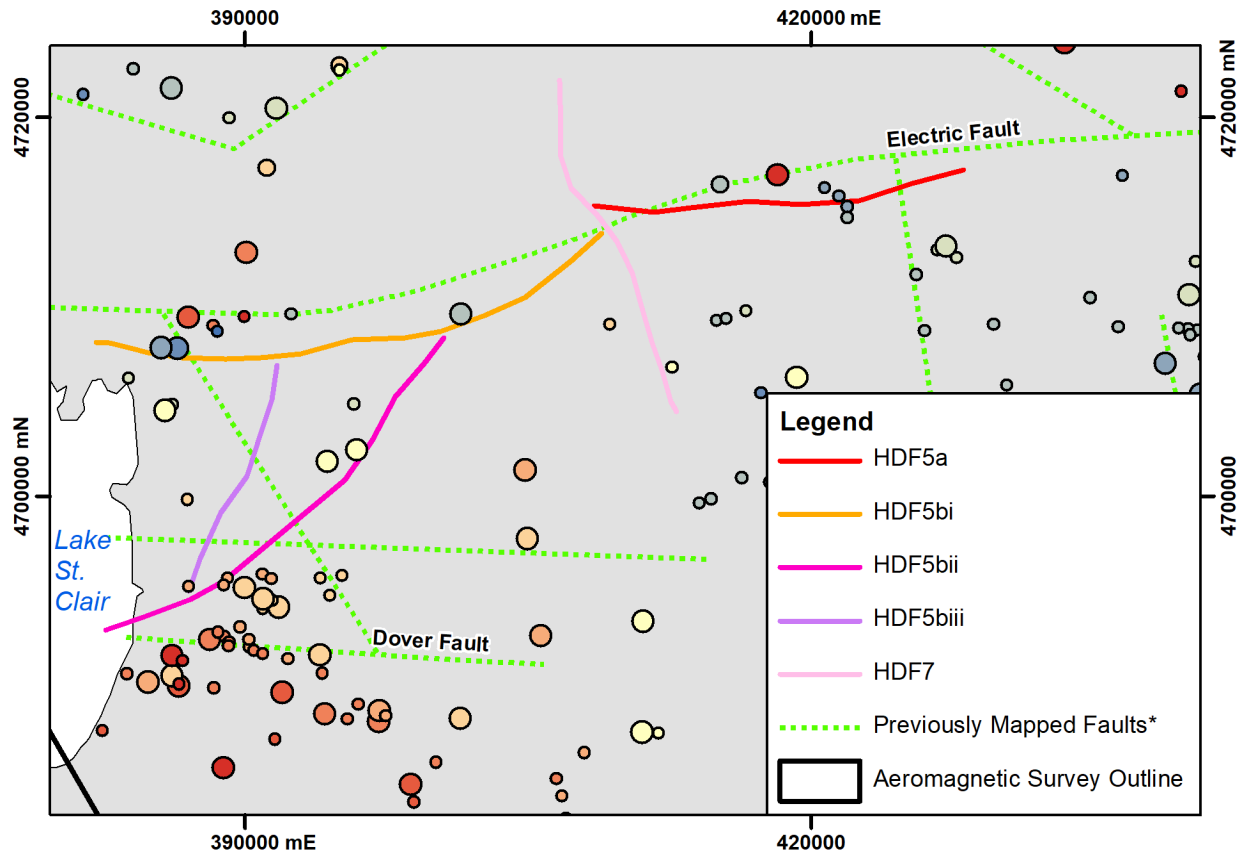 390000
420000 mE
4720000
4720000 mN
Electric Fault
4700000 mN
4700000
Lake
St.
Clair
Dover Fault
Legend
HDF5a
HDF5bi
HDF5bii
HDF5biii
HDF7
Previously Mapped Faults*
Aeromagnetic Survey Outline
390000 mE
420000